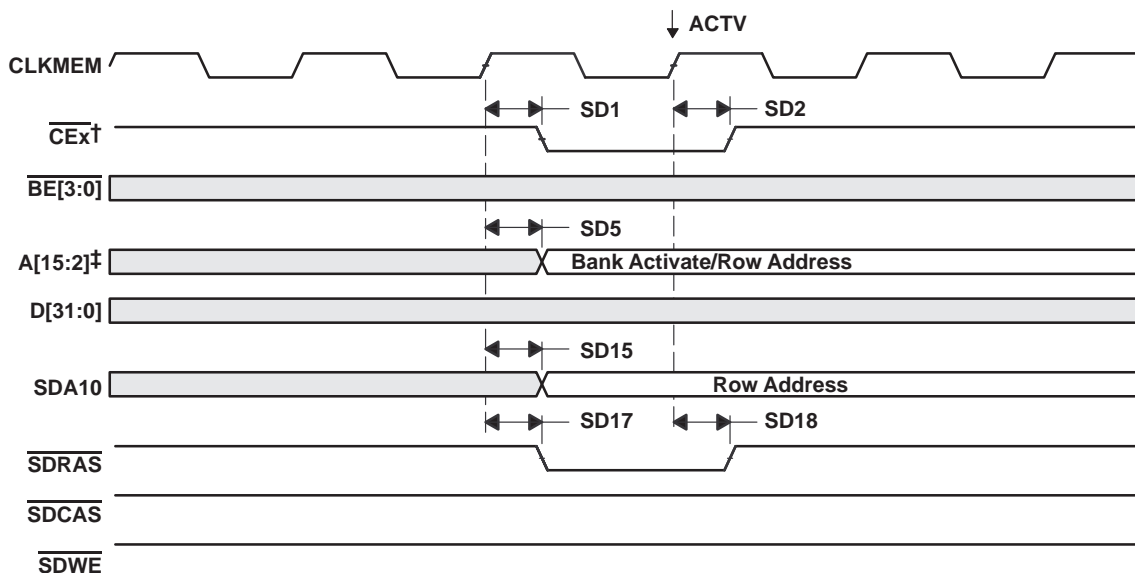 ACTV
CLKMEM
SD1
SD2
CEx†
BE[3:0]
SD5
A[15:2]‡
Bank Activate/Row Address
D[31:0]
SD15
SDA10
Row Address
SD17
SD18
SDRAS
SDCAS
SDWE